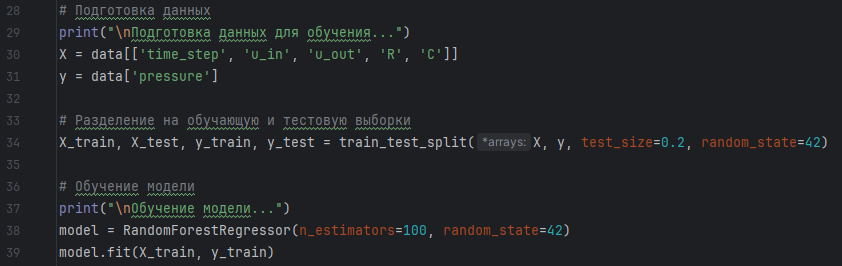 28 # Подготовка данных
29 print("\nПодготовка данных для обучения...")
30 X = data[['time_step', 'u_in', 'u_out', 'R', 'C']]
31 y = data['pressure']
32
33 # Разделение на обучающую и тестовую выборки
34 X_train, X_test, y_train, y_test = train_test_split( *arrays: X, y, test_size=0.2, random_state=42)
35
36 # Обучение модели
37 print("\nОбучение модели...")
38 model = RandomForestRegressor(n_estimators=100, random_state=42)
39 model.fit(X_train, y_train)